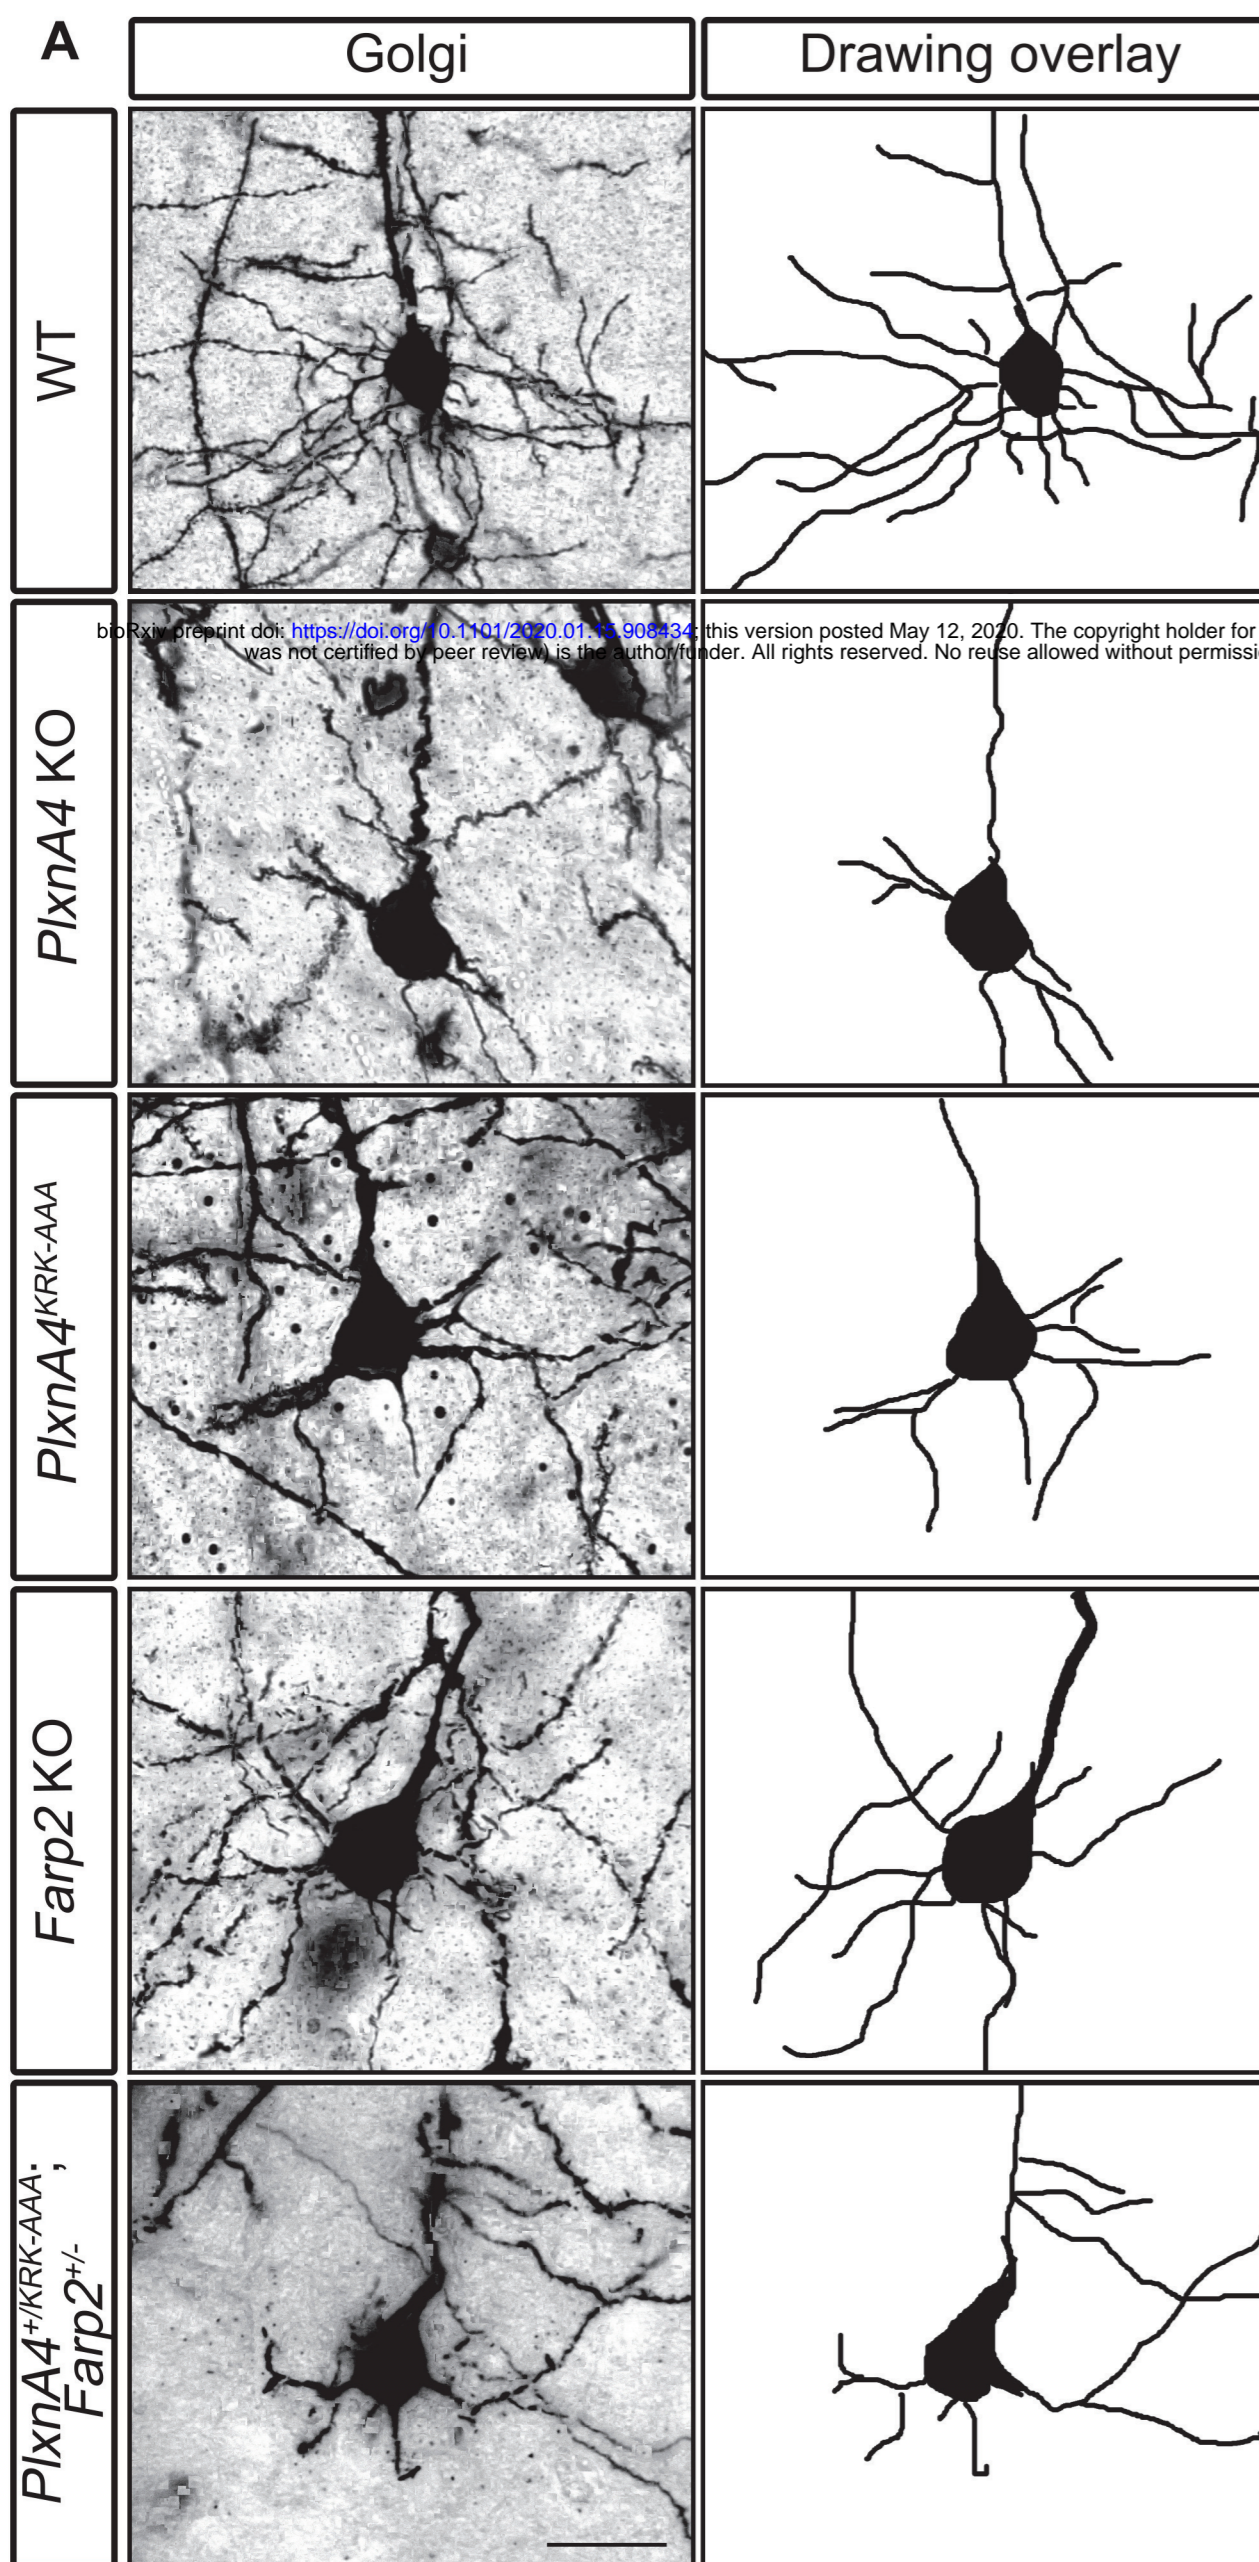 A
Golgi
Drawing overlay
WT
bioRxiv preprint doi: https://doi.org/10.1101/2020.01.15.908434; this version posted May 12, 2020. The copyright holder for
was not certified by peer review) is the author/funder. All rights reserved. No reuse allowed without
PlxnA4 KO
PlxnA4KRK-AAA
Farp2 KO
PlxnA4+/KRK-AAA;
Farp2+/-